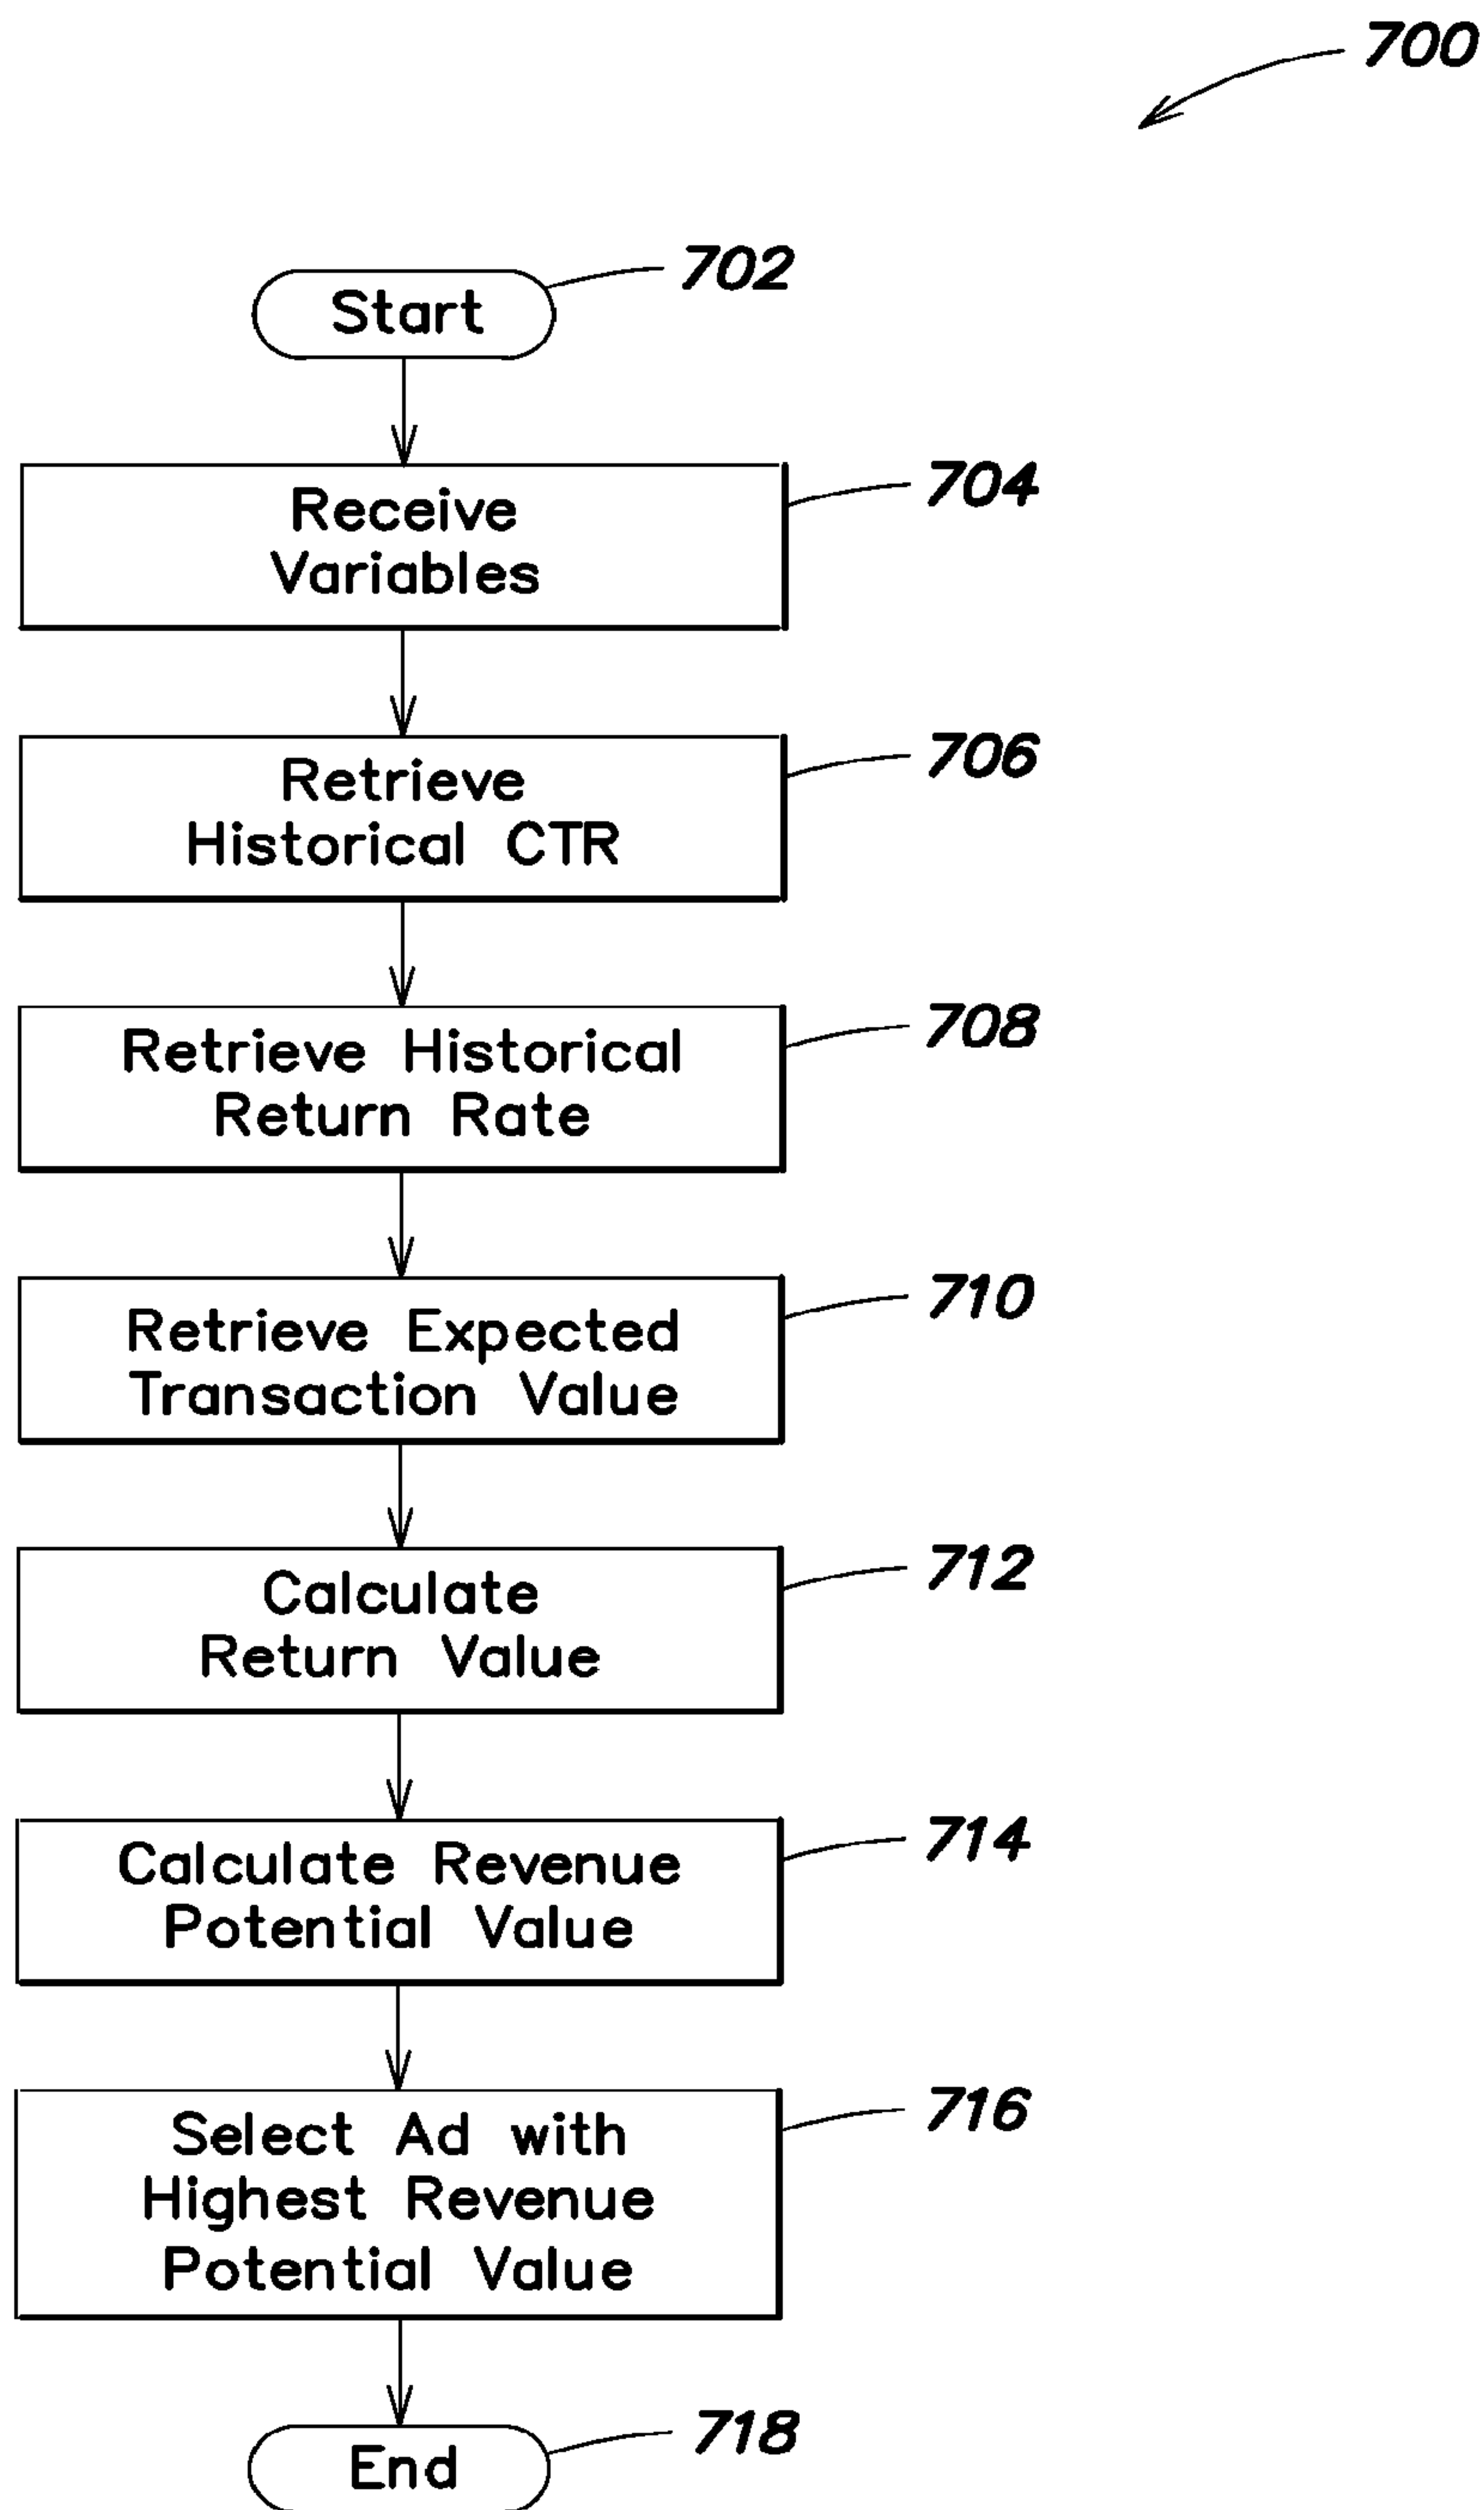 700
Start
702
Receive
Variables
704
Retrieve
Historical CTR
706
Retrieve Historical
Return Rate
708
Retrieve Expected
Transaction Value
710
Calculate
Return Value
712
Calculate Revenue
Potential Value
714
Select Ad with
Highest Revenue
Potential Value
716
End
718